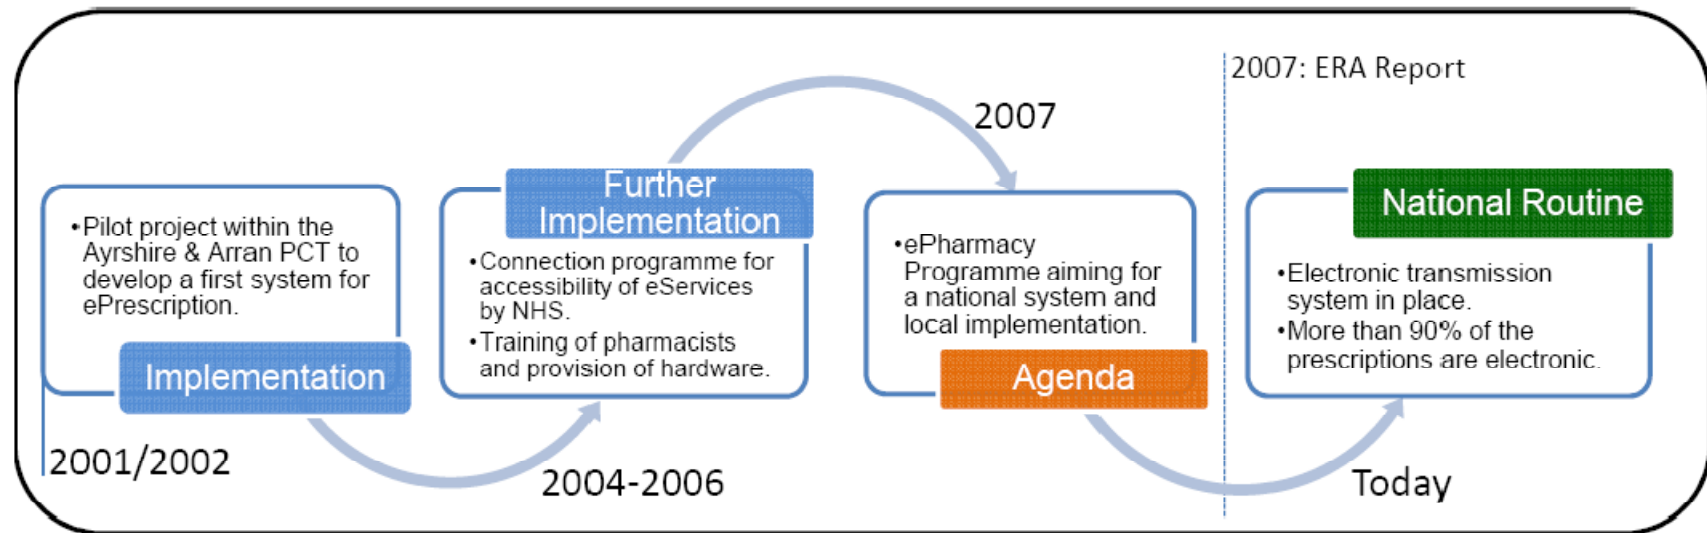 2007: ERA Report
2007
•Pilot project within the
Ayrshire & Arran PCT to
develop a first system for
ePrescription.
Implementation
2001/2002
Further
Implementation
•Connection programme for
accessibility of eServices
by NHS.
•Training of pharmacists
and provision of hardware.
2004-2006
•ePharmacy
Programme aiming for
a national system and
local implementation.
Agenda
National Routine
•Electronic transmission
system in place.
•More than 90% of the
prescriptions are electronic.
Today